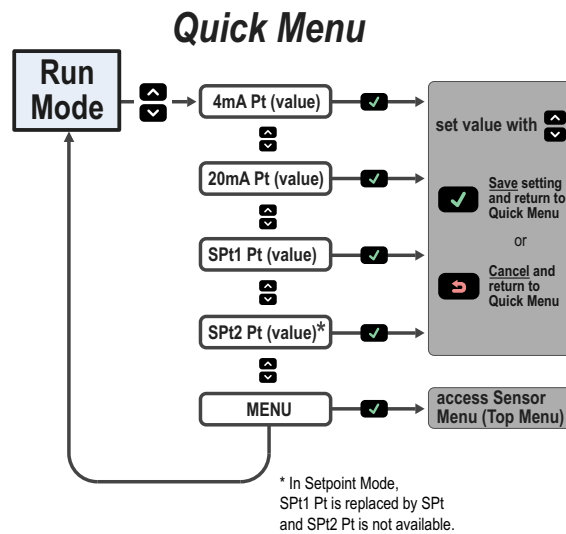 Quick Menu
Run
Mode
4mA Pt (value)
set value with
20mA Pt (value)
Save setting
and return to
Quick Menu
or
SPt1 Pt (value)
Cancel and
return to
Quick Menu
SPt2 Pt (value)*
MENU
access Sensor
Menu (Top Menu)
* In Setpoint Mode,
SPt1 Pt is replaced by SPt
and SPt2 Pt is not available.